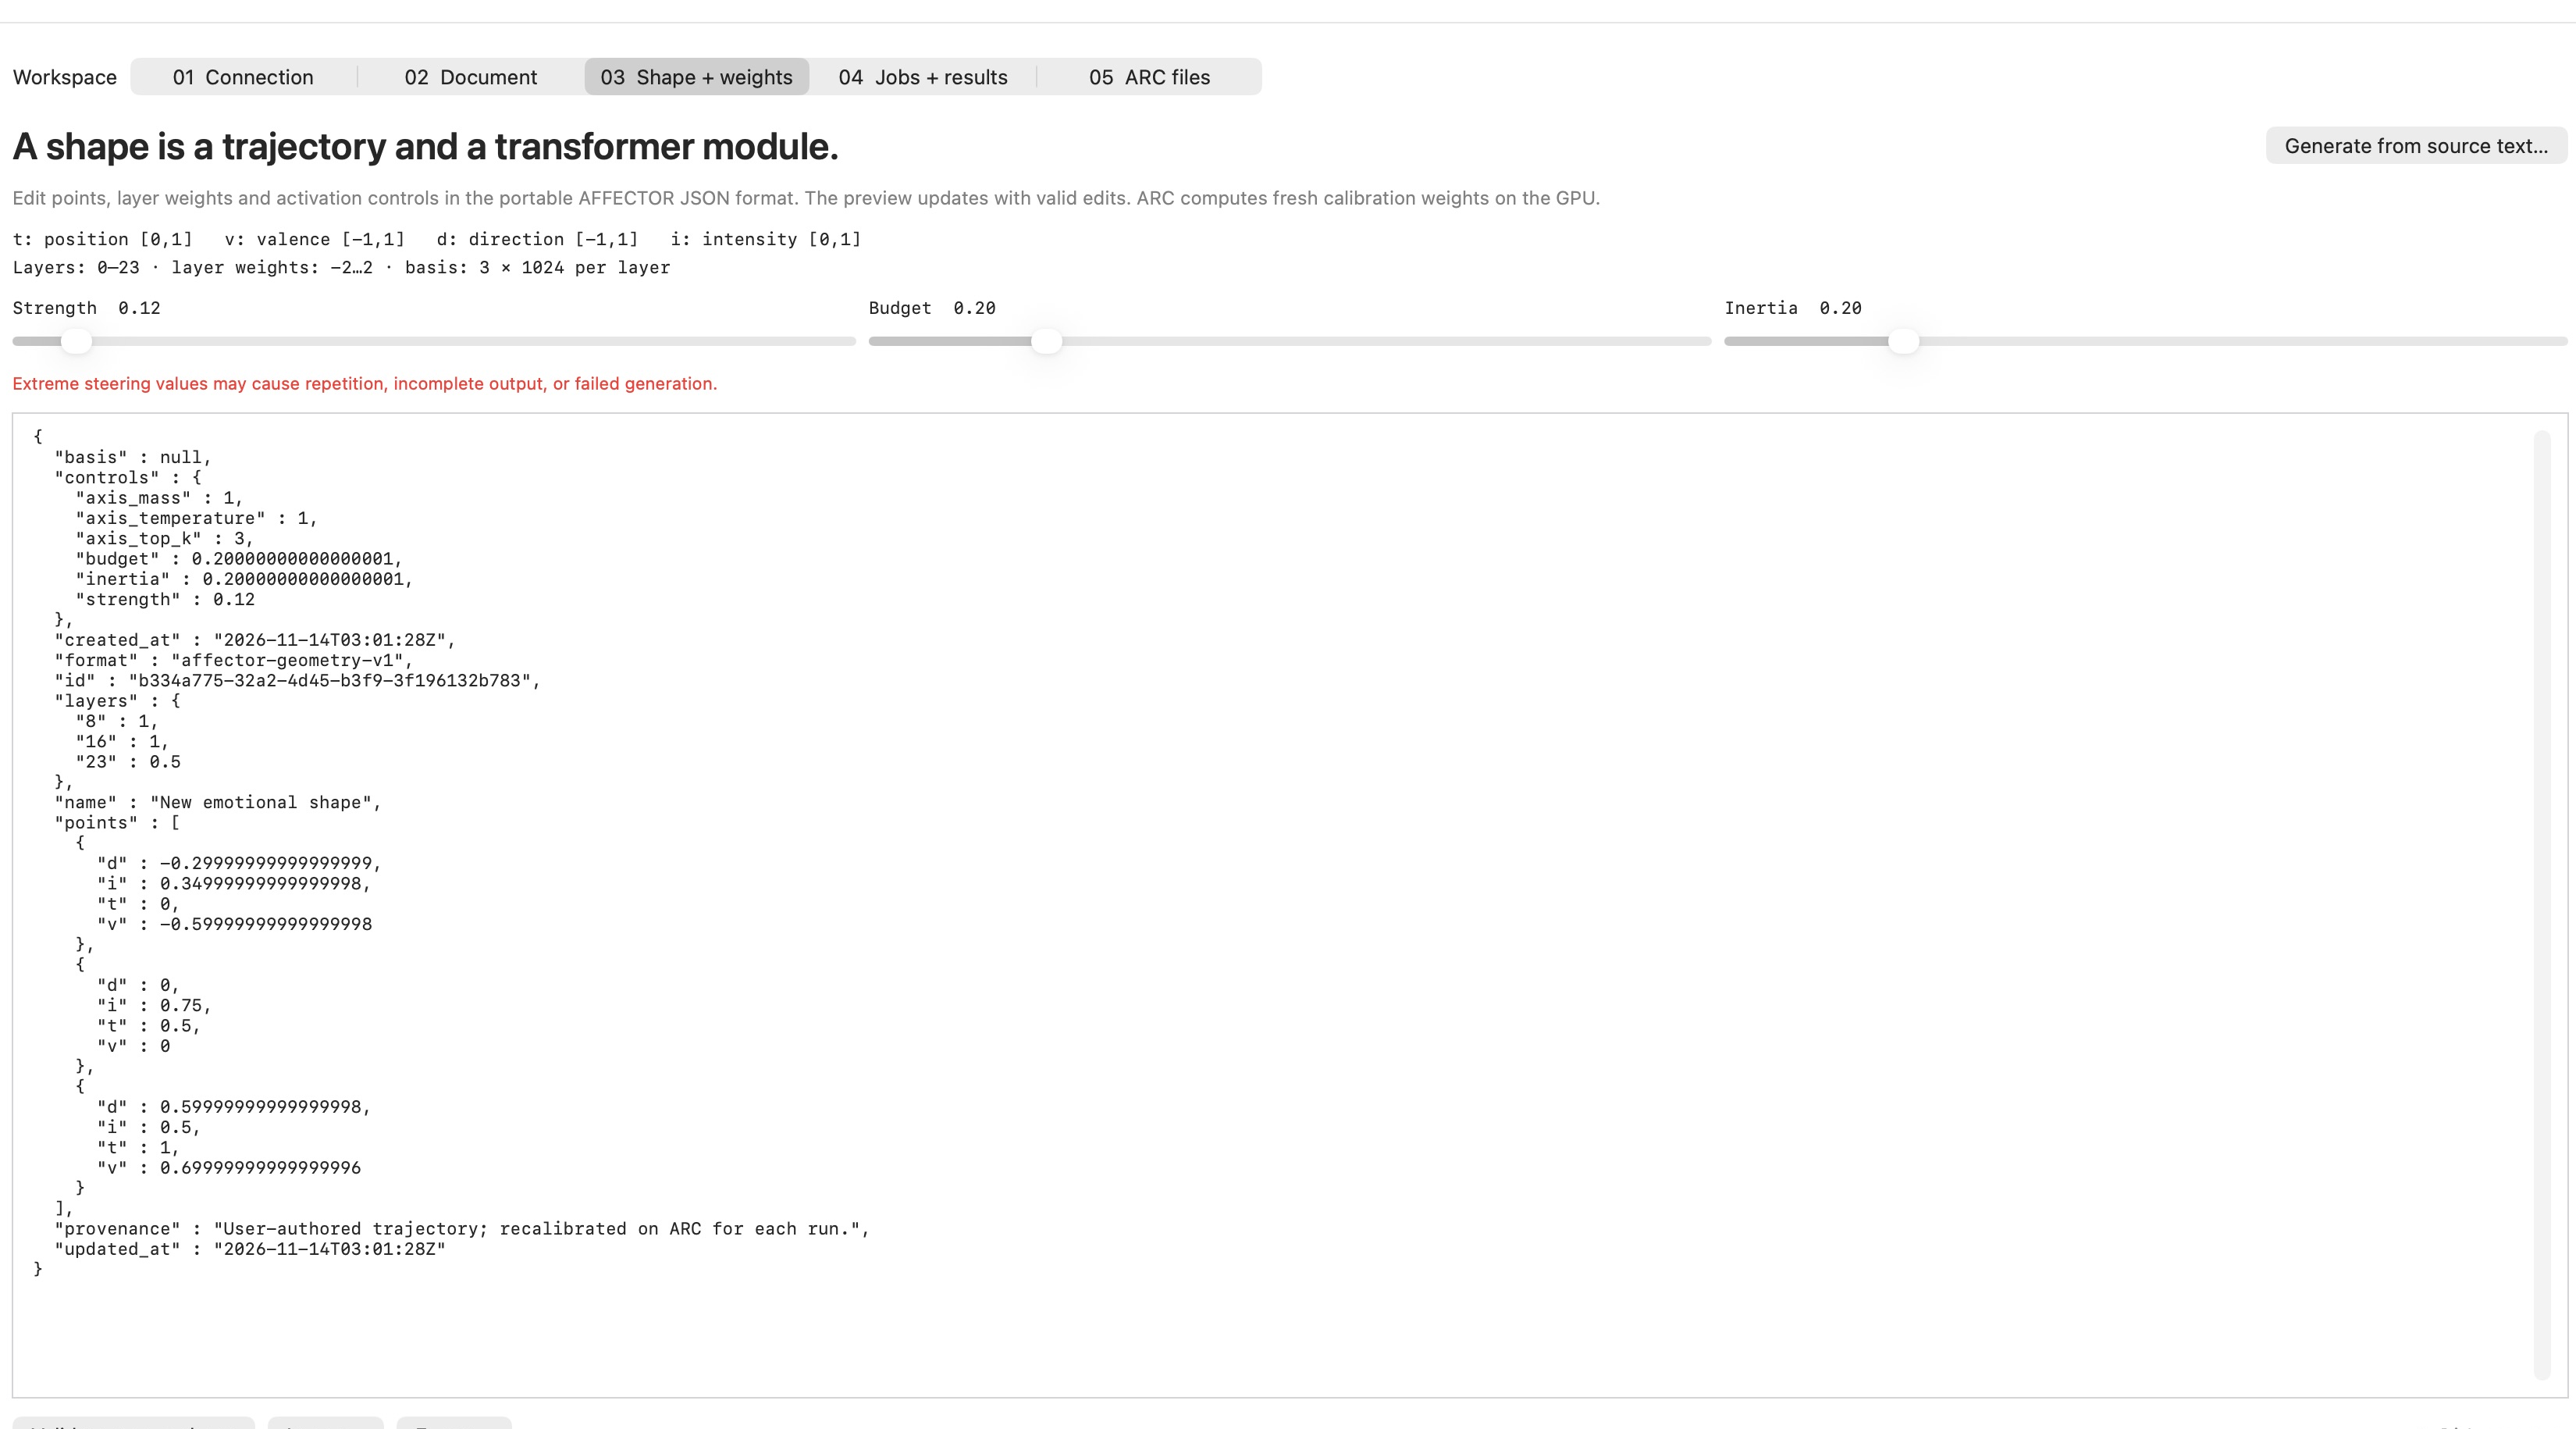 Workspace 01 Connection 02 Document 03 Shape + weights 04 Jobs + results 05 ARC files
A shape is a trajectory and a transformer module.
Generate from source text...
Edit points, layer weights and activation controls in the portable AFFECTOR JSON format. The preview updates with valid edits. ARC computes fresh calibration weights on the GPU.
t: position [0,1] v: valence [−1,1] d: direction [−1,1] i: intensity [0,1]
Layers: 0–23 · layer weights: −2…2 · basis: 3 × 1024 per layer
Strength 0.12 Budget 0.20 Inertia 0.20
Extreme steering values may cause repetition, incomplete output, or failed generation.
{
  "basis" : null,
  "controls" : {
    "axis_mass" : 1,
    "axis_temperature" : 1,
    "axis_top_k" : 3,
    "budget" : 0.20000000000000001,
    "inertia" : 0.20000000000000001,
    "strength" : 0.12
  },
  "created_at" : "2026-11-14T03:01:28Z",
  "format" : "affector-geometry-v1",
  "id" : "b334a775-32a2-4d45-b3f9-3f196132b783",
  "layers" : {
    "8" : 1,
    "16" : 1,
    "23" : 0.5
  },
  "name" : "New emotional shape",
  "points" : [
    {
      "d" : -0.29999999999999999,
      "i" : 0.34999999999999998,
      "t" : 0,
      "v" : -0.59999999999999998
    },
    {
      "d" : 0,
      "i" : 0.75,
      "t" : 0.5,
      "v" : 0
    },
    {
      "d" : 0.59999999999999998,
      "i" : 0.5,
      "t" : 1,
      "v" : 0.69999999999999996
    }
  ],
  "provenance" : "User-authored trajectory; recalibrated on ARC for each run.",
  "updated_at" : "2026-11-14T03:01:28Z"
}